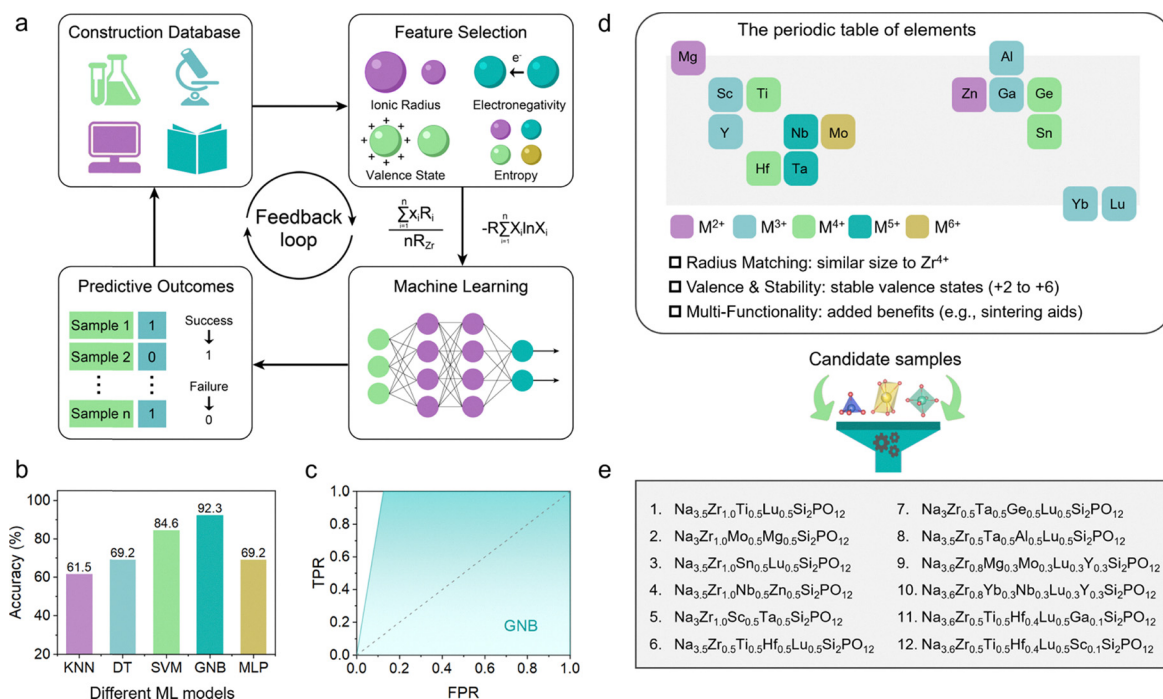 a
Construction Database
Feature Selection
Ionic Radius
e-
Electronegativity
Valence State
Entropy
Feedback
loop
∑ⁿᵢ₌₁xᵢRᵢ
nR_Zr
-R∑ⁿᵢ₌₁XᵢlnXᵢ
Predictive Outcomes
Sample 1 1
Sample 2 0
Sample n 1
Success
1
Failure
0
Machine Learning
b
Accuracy (%)
100
80
60
40
20
61.5
69.2
84.6
92.3
69.2
KNN DT SVM GNB MLP
Different ML models
c
TPR
1.0
0.8
0.6
0.4
0.2
0.0
GNB
0.0 0.2 0.4 0.6 0.8 1.0
FPR
d
The periodic table of elements
Mg Al
Sc Ti Zn Ga Ge
Y Nb Mo Sn
Hf Ta
Yb Lu
M²⁺ M³⁺ M⁴⁺ M⁵⁺ M⁶⁺
Radius Matching: similar size to Zr⁴⁺
Valence & Stability: stable valence states (+2 to +6)
Multi-Functionality: added benefits (e.g., sintering aids)
Candidate samples
e
1. Na₃.₅Zr₁.₀Ti₀.₅Lu₀.₅Si₂PO₁₂
2. Na₃Zr₁.₀Mo₀.₅Mg₀.₅Si₂PO₁₂
3. Na₃.₅Zr₁.₀Sn₀.₅Lu₀.₅Si₂PO₁₂
4. Na₃.₅Zr₁.₀Nb₀.₅Zn₀.₅Si₂PO₁₂
5. Na₃Zr₁.₀Sc₀.₅Ta₀.₅Si₂PO₁₂
6. Na₃.₅Zr₀.₅Ti₀.₅Hf₀.₅Lu₀.₅Si₂PO₁₂
7. Na₃Zr₀.₅Ta₀.₅Ge₀.₅Lu₀.₅Si₂PO₁₂
8. Na₃.₅Zr₀.₅Ta₀.₅Al₀.₅Lu₀.₅Si₂PO₁₂
9. Na₃.₆Zr₀.₈Mg₀.₃Mo₀.₃Lu₀.₃Y₀.₃Si₂PO₁₂
10. Na₃.₆Zr₀.₈Yb₀.₃Nb₀.₃Lu₀.₃Y₀.₃Si₂PO₁₂
11. Na₃.₆Zr₀.₅Ti₀.₅Hf₀.₄Lu₀.₅Ga₀.₁Si₂PO₁₂
12. Na₃.₆Zr₀.₅Ti₀.₅Hf₀.₄Lu₀.₅Sc₀.₁Si₂PO₁₂